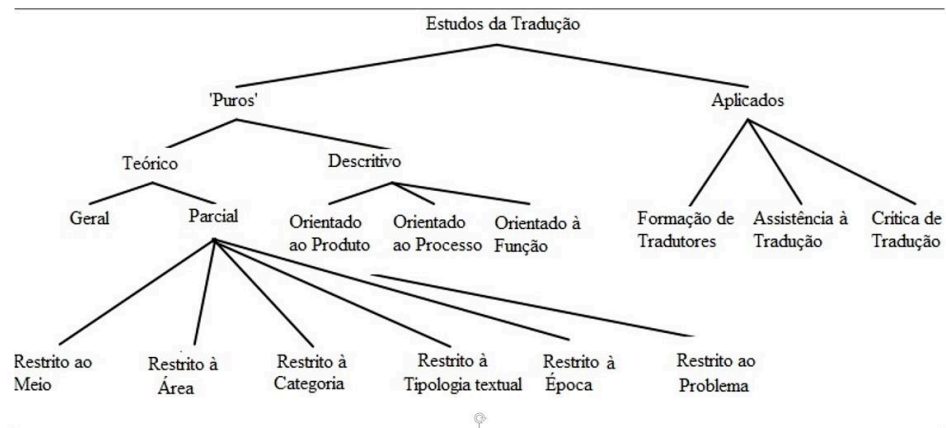 Estudos da Tradução
'Puros'
Aplicados
Teórico
Descritivo
Geral
Parcial
Orientado
ao Produto
Orientado
ao Processo
Orientado à
Função
Formação de
Tradutores
Assistência à
Tradução
Critica de
Tradução
Restrito ao
Meio
Restrito à
Área
Restrito à
Categoria
Restrito à
Tipologia textual
Restrito à
Época
Restrito ao
Problema